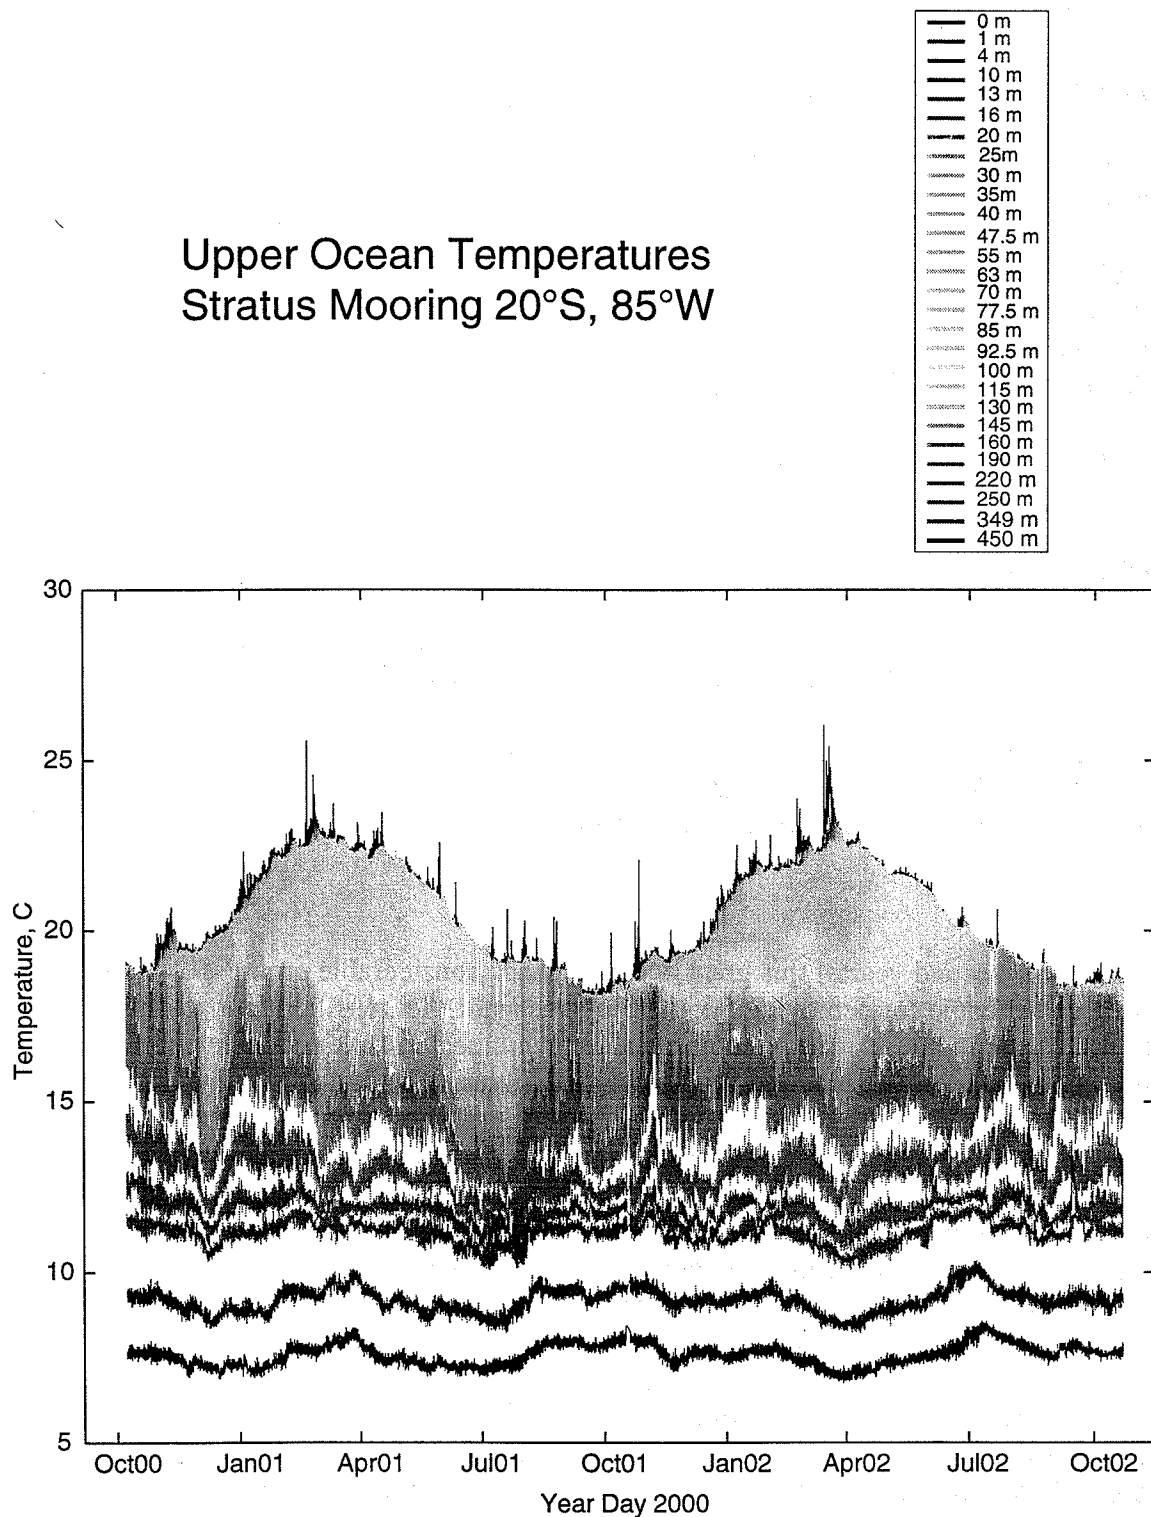 0 m
1 m
4 m
10 m
13 m
16 m
20 m
25m
30 m
35m
40 m
47.5 m
55 m
63 m
70 m
77.5 m
85 m
92.5 m
100 m
115 m
130 m
145 m
160 m
190 m
220 m
250 m
349 m
450 m
Upper Ocean Temperatures
Stratus Mooring 20°S, 85°W
30
25
20
15
10
5
Temperature, C
Oct00 Jan01 Apr01 Jul01 Oct01 Jan02 Apr02 Jul02 Oct02
Year Day 2000